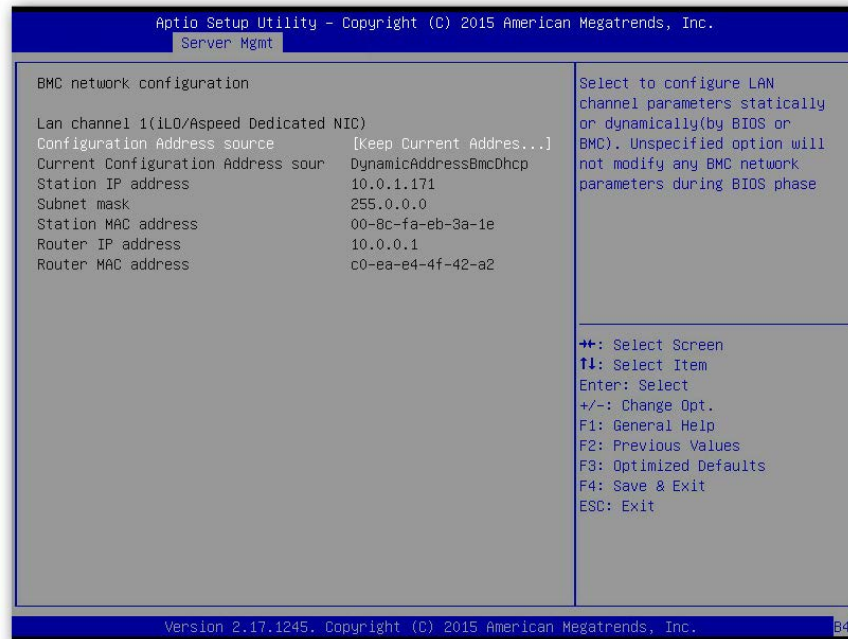 Aptio Setup Utility – Copyright (C) 2015 American Megatrends, Inc.
Server Mgmt
BMC network configuration
Lan channel 1(iLO/Aspeed Dedicated NIC)
Configuration Address source [Keep Current Addres...]
Current Configuration Address sour DynamicAddressBmcDhcp
Station IP address 10.0.1.171
Subnet mask 255.0.0.0
Station MAC address 00-8c-fa-eb-3a-1e
Router IP address 10.0.0.1
Router MAC address c0-ea-e4-4f-42-a2
Select to configure LAN
channel parameters statically
or dynamically(by BIOS or
BMC). Unspecified option will
not modify any BMC network
parameters during BIOS phase
→←: Select Screen
↑↓: Select Item
Enter: Select
+/-: Change Opt.
F1: General Help
F2: Previous Values
F3: Optimized Defaults
F4: Save & Exit
ESC: Exit
Version 2.17.1245. Copyright (C) 2015 American Megatrends, Inc.
B4